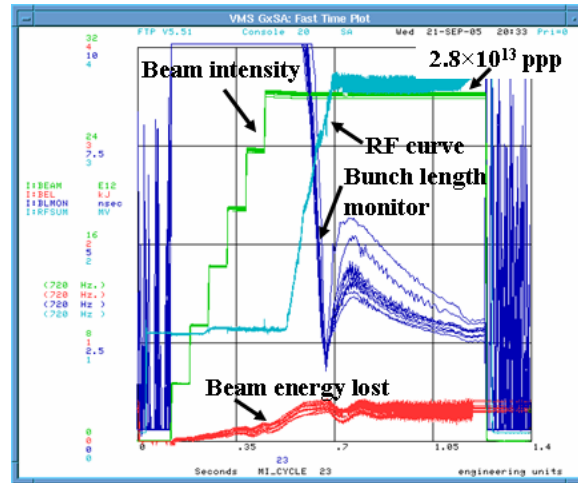 VMS GxSA: Fast Time Plot
FTP V5.51 Console 20 SA Wed 21-SEP-05 20:33 Pri=0
32
4
10
4
Beam intensity
2.8×10¹³ ppp
24
3
7.5
3
RF curve
Bunch length
monitor
I:BEAM E12
I:BEL kJ
I:BLMON nsec
I:RFSUM MV
16
2
5
2
(720 Hz.)
(720 Hz.)
(720 Hz )
(720 Hz )
8
1
2.5
1
Beam energy lost
0
0
0
0
0 .35 .7 1.05 1.4
23
Seconds MI_CYCLE 23 engineering units